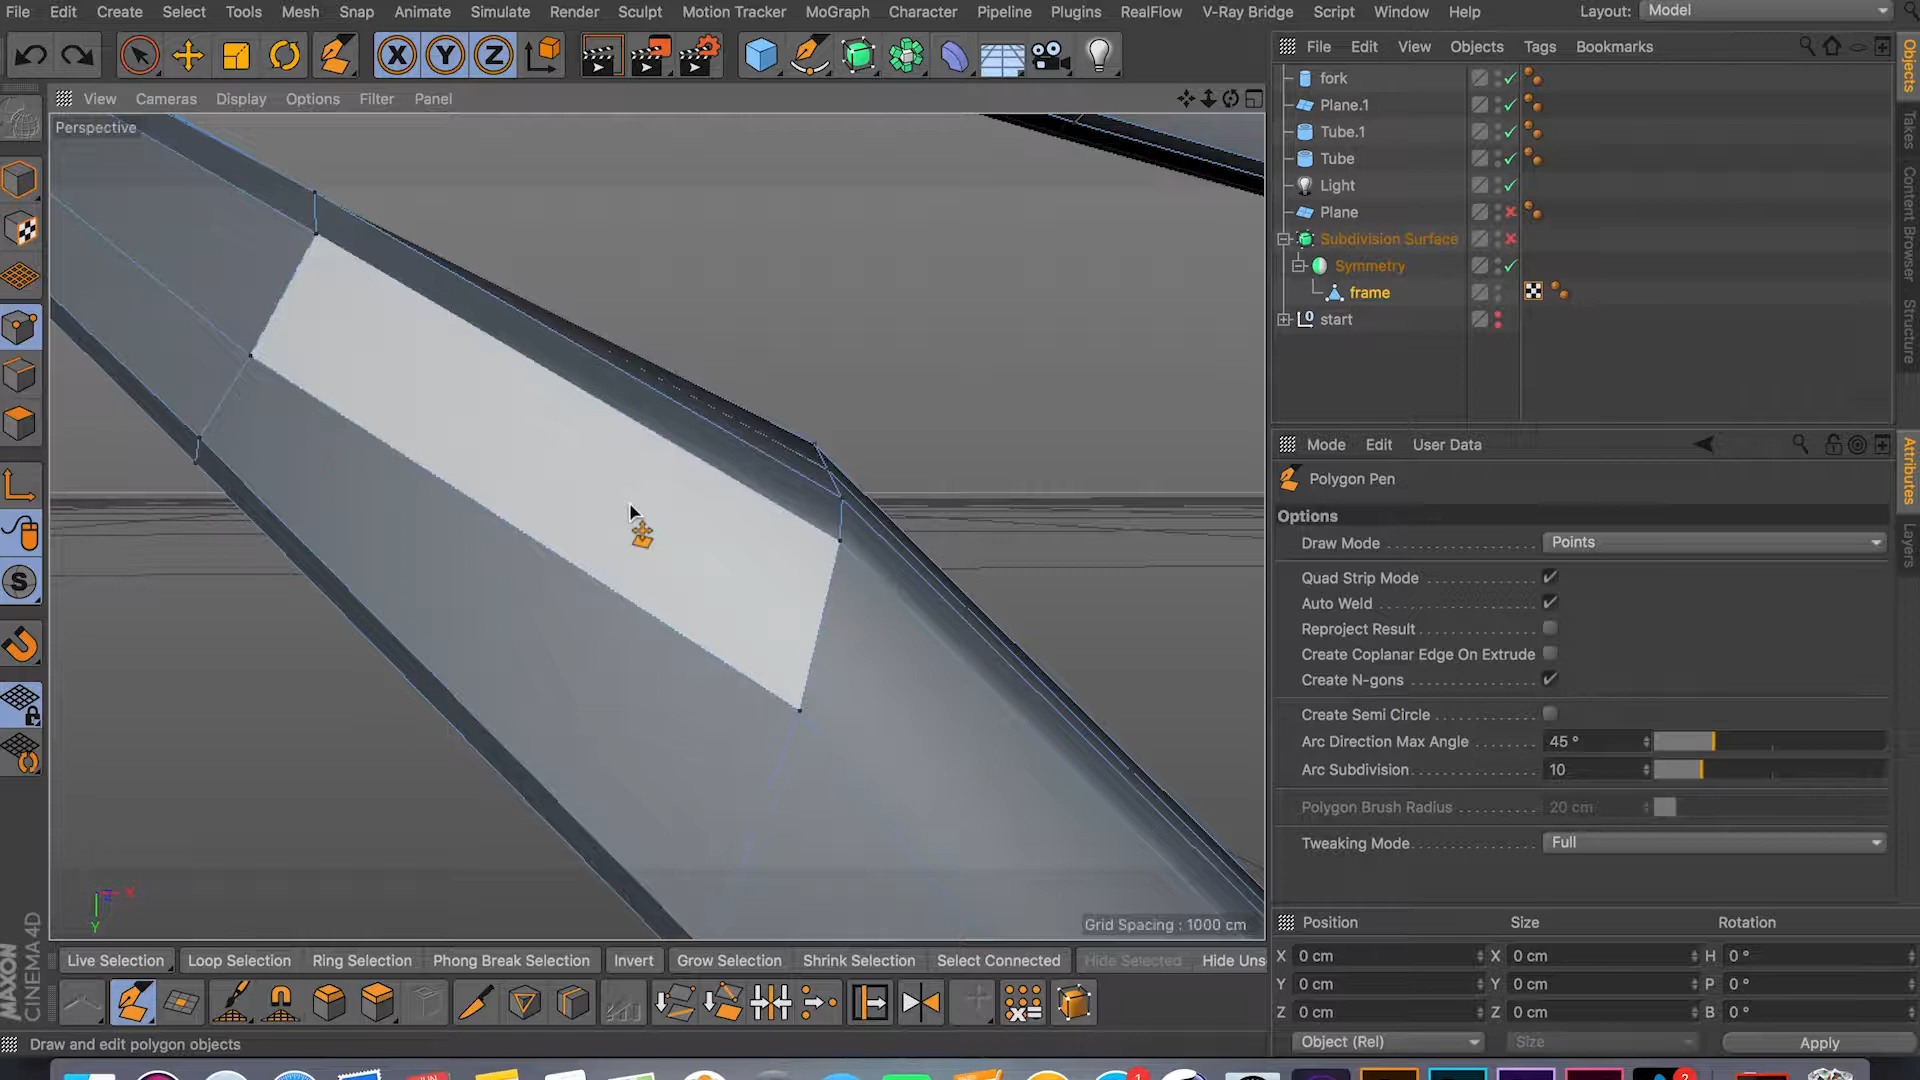 File Edit Create Select Tools Mesh Snap Animate Simulate Render Sculpt Motion Tracker MoGraph Character Pipeline Plugins RealFlow V-Ray Bridge Script Window Help Layout: Model
X Y Z
File Edit View Objects Tags Bookmarks
View Cameras Display Options Filter Panel
Perspective
fork
Plane.1
Tube.1
Tube
Light
Plane
Subdivision Surface
Symmetry
frame
start
Objects
Takes
Content Browser
Structure
Mode Edit User Data
Polygon Pen
Options
Draw Mode Points
Quad Strip Mode
Auto Weld
Reproject Result
Create Coplanar Edge On Extrude
Create N-gons
Create Semi Circle
Arc Direction Max Angle 45 °
Arc Subdivision 10
Polygon Brush Radius 20 cm
Tweaking Mode Full
Attributes
Layers
S
X
Y
Grid Spacing : 1000 cm
Position Size Rotation
X 0 cm X 0 cm H 0 °
Y 0 cm Y 0 cm P 0 °
Z 0 cm Z 0 cm B 0 °
Object (Rel) Size Apply
Live Selection Loop Selection Ring Selection Phong Break Selection Invert Grow Selection Shrink Selection Select Connected Hide Selected Hide Uns
MAXON
CINEMA4D
Draw and edit polygon objects
1 2